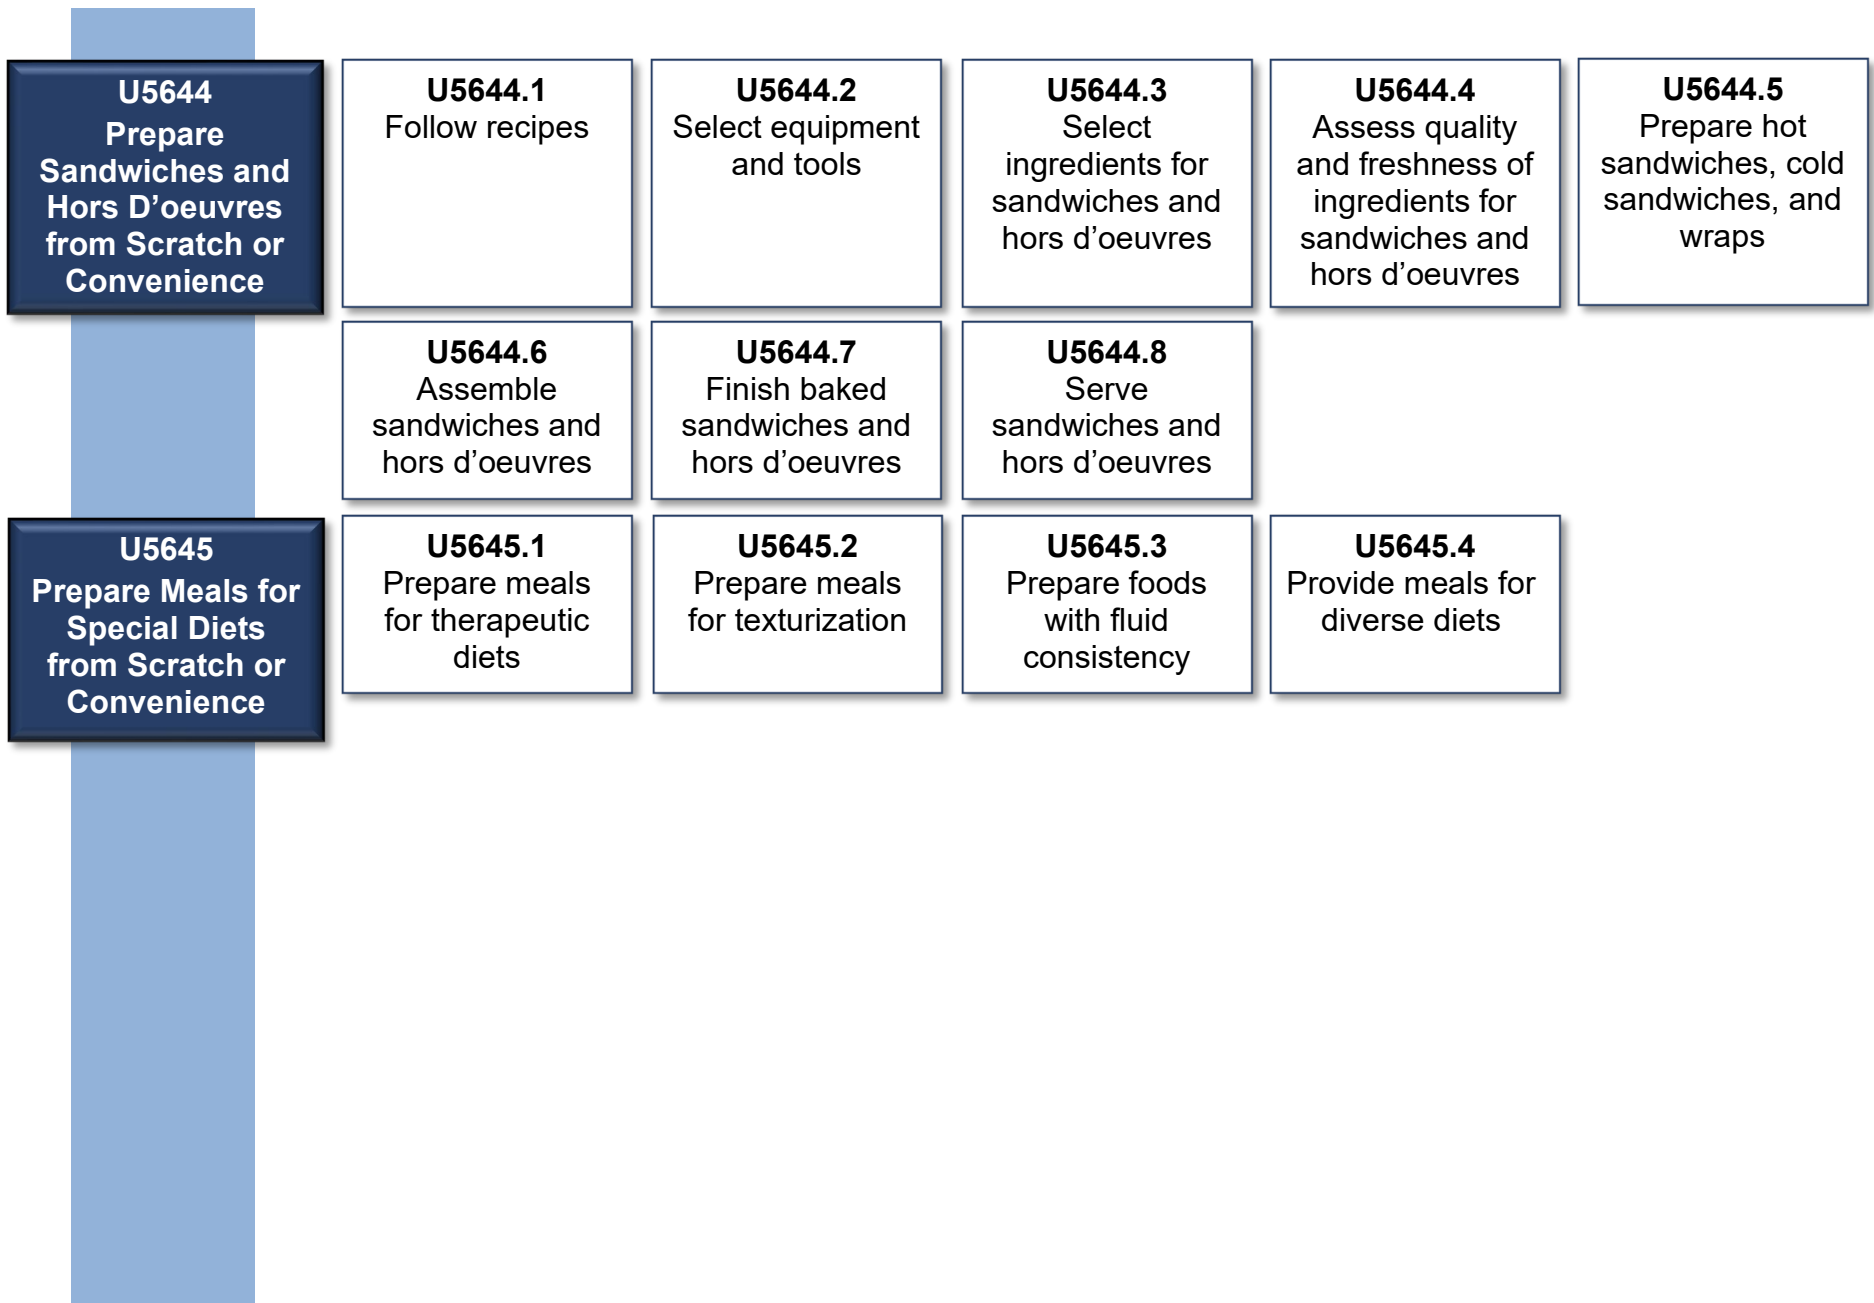 U5644
Prepare
Sandwiches and
Hors D’oeuvres
from Scratch or
Convenience
U5644.1
Follow recipes
U5644.2
Select equipment
and tools
U5644.3
Select
ingredients for
sandwiches and
hors d’oeuvres
U5644.4
Assess quality
and freshness of
ingredients for
sandwiches and
hors d’oeuvres
U5644.5
Prepare hot
sandwiches, cold
sandwiches, and
wraps
U5644.6
Assemble
sandwiches and
hors d’oeuvres
U5644.7
Finish baked
sandwiches and
hors d’oeuvres
U5644.8
Serve
sandwiches and
hors d’oeuvres
U5645
Prepare Meals for
Special Diets
from Scratch or
Convenience
U5645.1
Prepare meals
for therapeutic
diets
U5645.2
Prepare meals
for texturization
U5645.3
Prepare foods
with fluid
consistency
U5645.4
Provide meals for
diverse diets